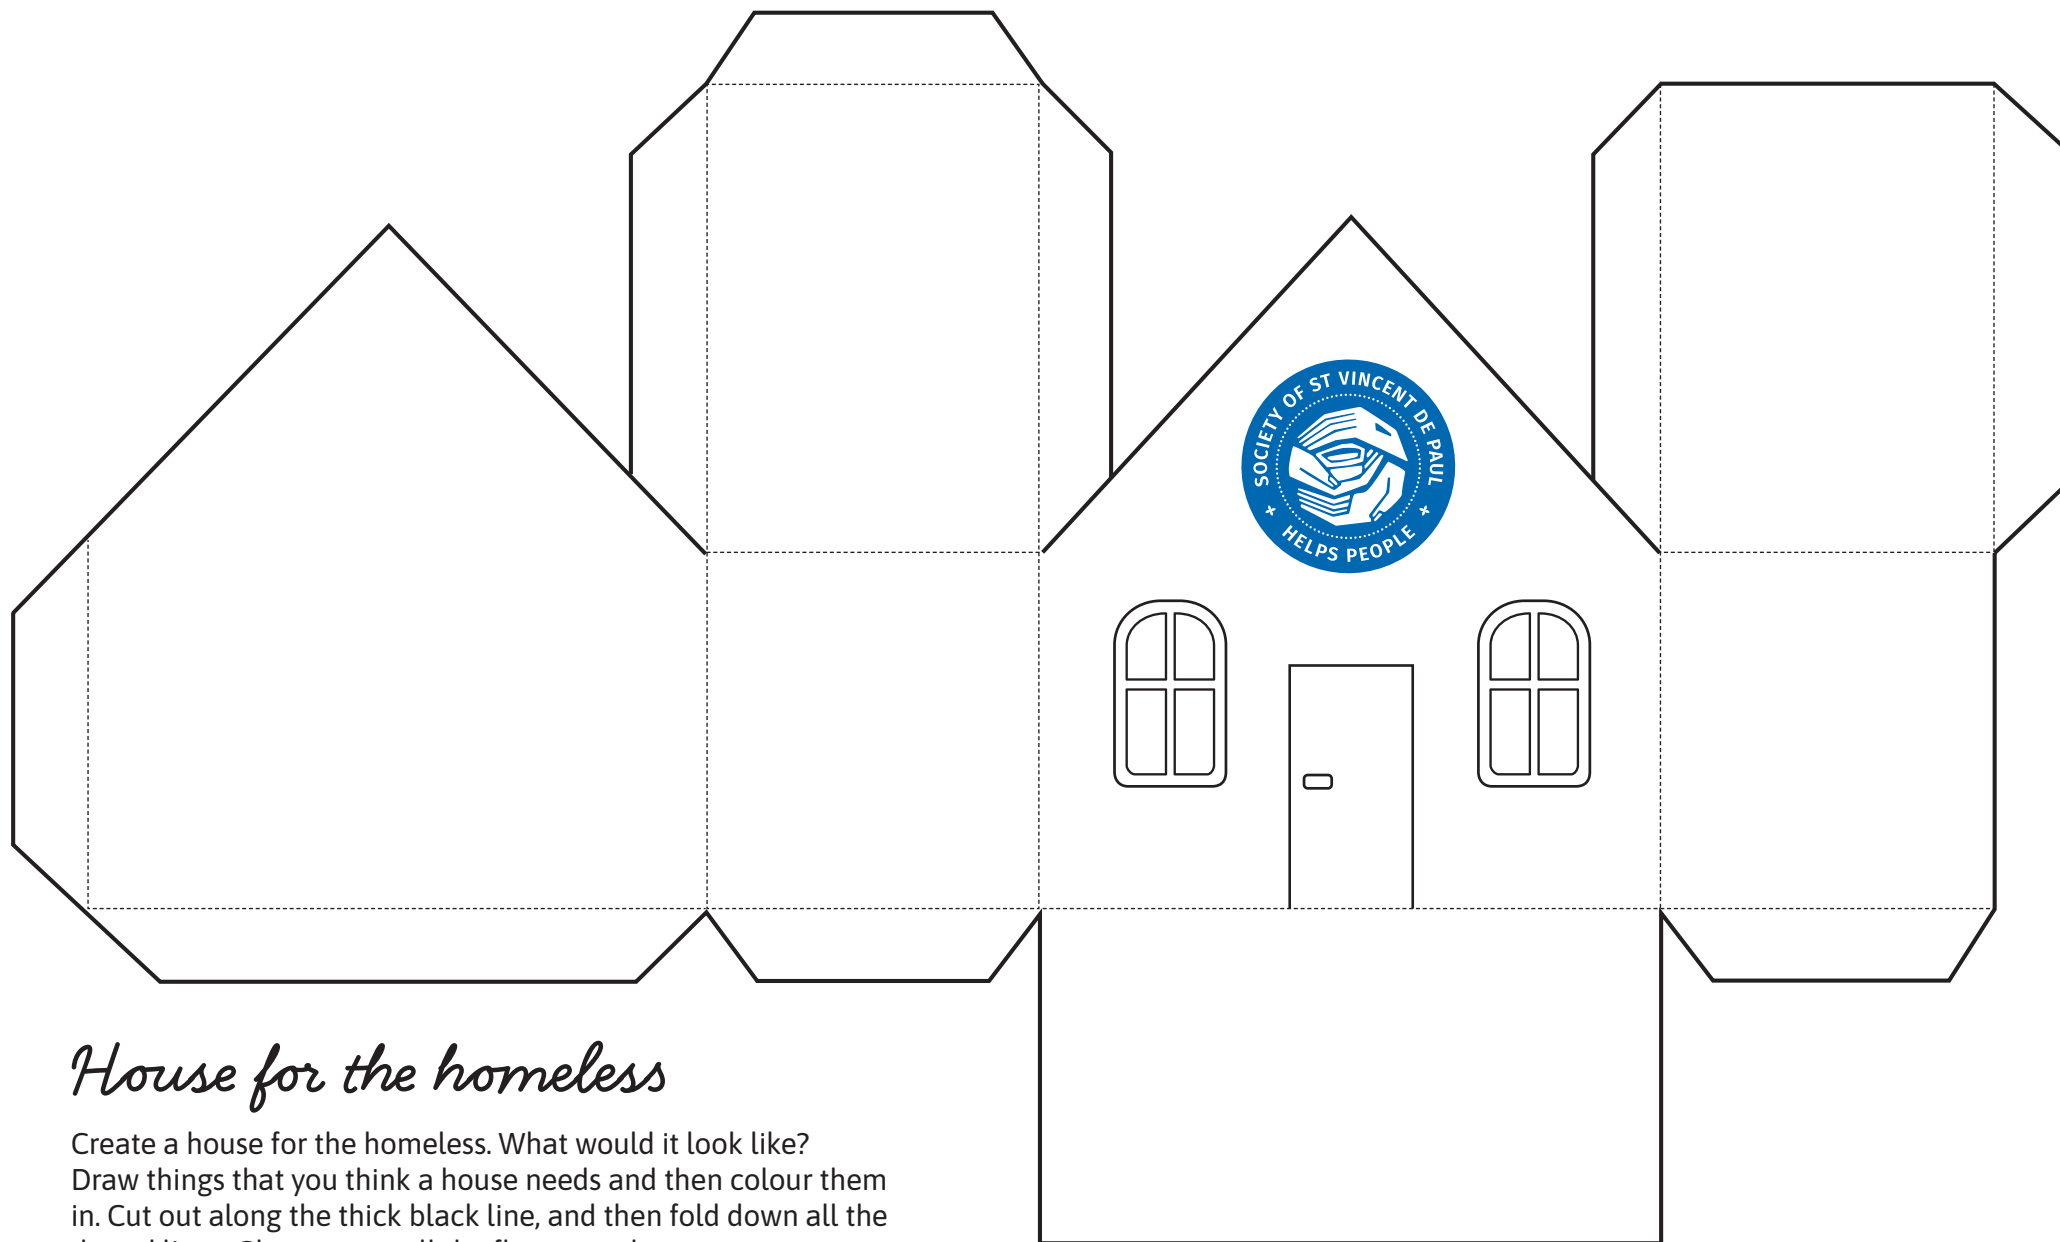 SOCIETY OF ST VINCENT DE PAUL
HELPS PEOPLE
House for the homeless
Create a house for the homeless. What would it look like?
Draw things that you think a house needs and then colour them
in. Cut out along the thick black line, and then fold down all the